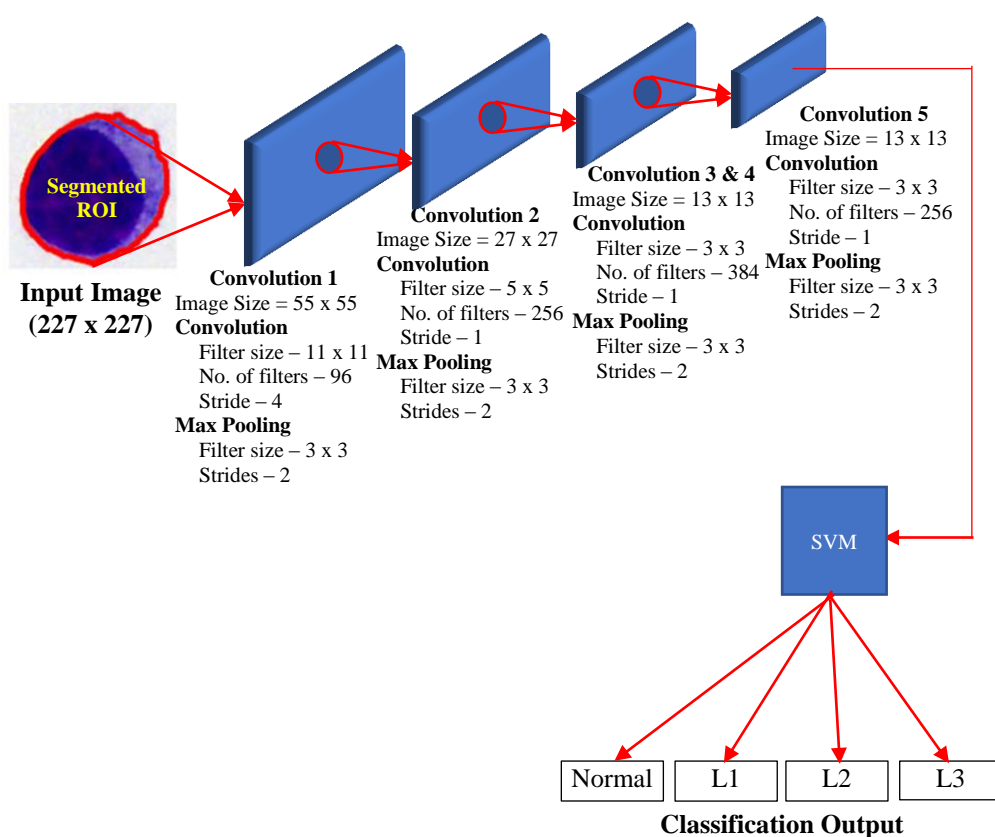 Segmented
ROI
Input Image
(227 x 227)
Convolution 1
Image Size = 55 x 55
Convolution
Filter size – 11 x 11
No. of filters – 96
Stride – 4
Max Pooling
Filter size – 3 x 3
Strides – 2
Convolution 2
Image Size = 27 x 27
Convolution
Filter size – 5 x 5
No. of filters – 256
Stride – 1
Max Pooling
Filter size – 3 x 3
Strides – 2
Convolution 3 & 4
Image Size = 13 x 13
Convolution
Filter size – 3 x 3
No. of filters – 384
Stride – 1
Max Pooling
Filter size – 3 x 3
Strides – 2
Convolution 5
Image Size = 13 x 13
Convolution
Filter size – 3 x 3
No. of filters – 256
Stride – 1
Max Pooling
Filter size – 3 x 3
Strides – 2
SVM
Normal
L1
L2
L3
Classification Output